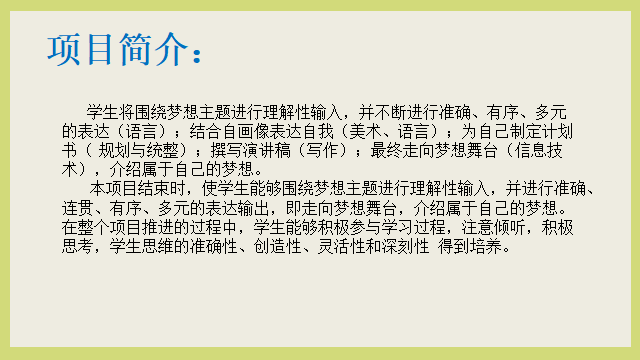 项目简介：
学生将围绕梦想主题进行理解性输入，并不断进行准确、有序、多元
的表达（语言）；结合自画像表达自我（美术、语言）；为自己制定计划
书（ 规划与统整）；撰写演讲稿（写作）；最终走向梦想舞台（信息技
术），介绍属于自己的梦想。
本项目结束时，使学生能够围绕梦想主题进行理解性输入，并进行准确、
连贯、有序、多元的表达输出，即走向梦想舞台，介绍属于自己的梦想。
在整个项目推进的过程中，学生能够积极参与学习过程，注意倾听，积极
思考，学生思维的准确性、创造性、灵活性和深刻性 得到培养。